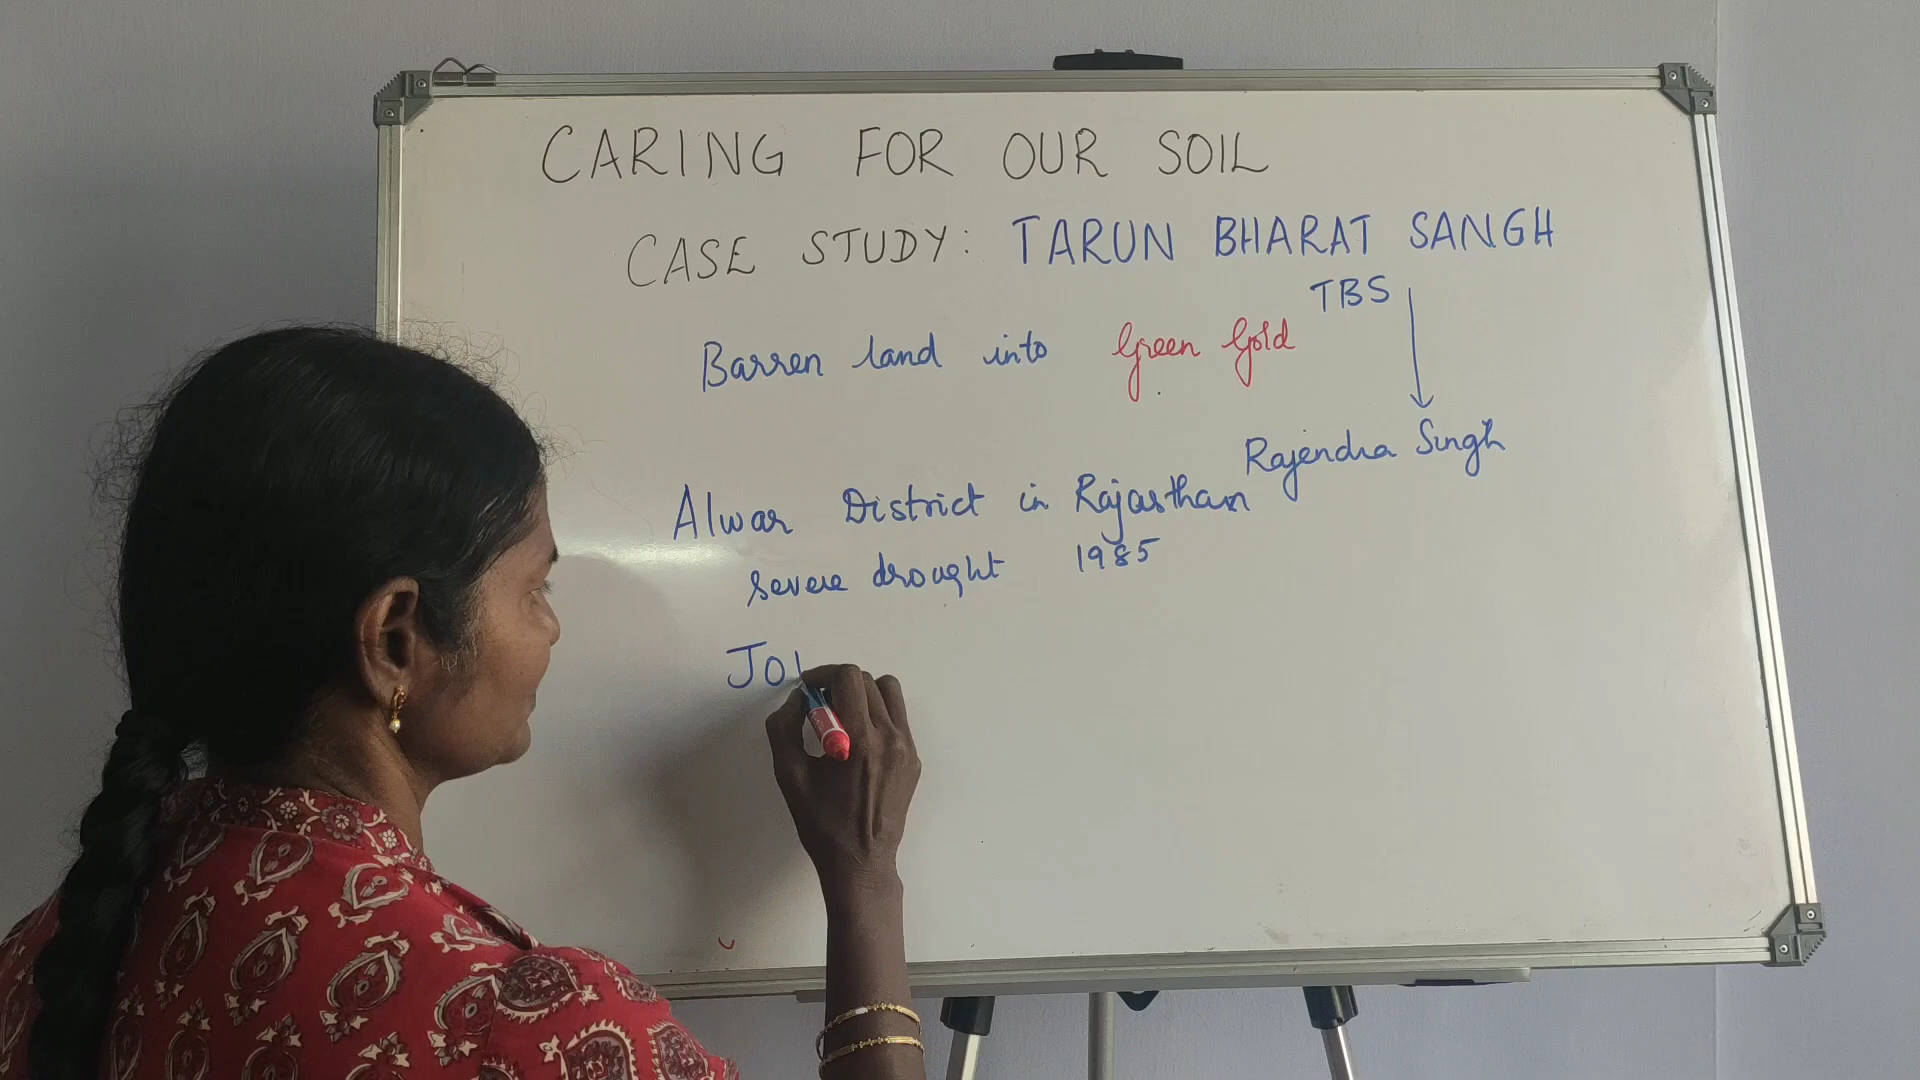 CARING FOR OUR SOIL
CASE STUDY: TARUN BHARAT SANGH
TBS
Barren land into Green Gold
Rajendra Singh
Alwar District in Rajasthan
severe drought 1985